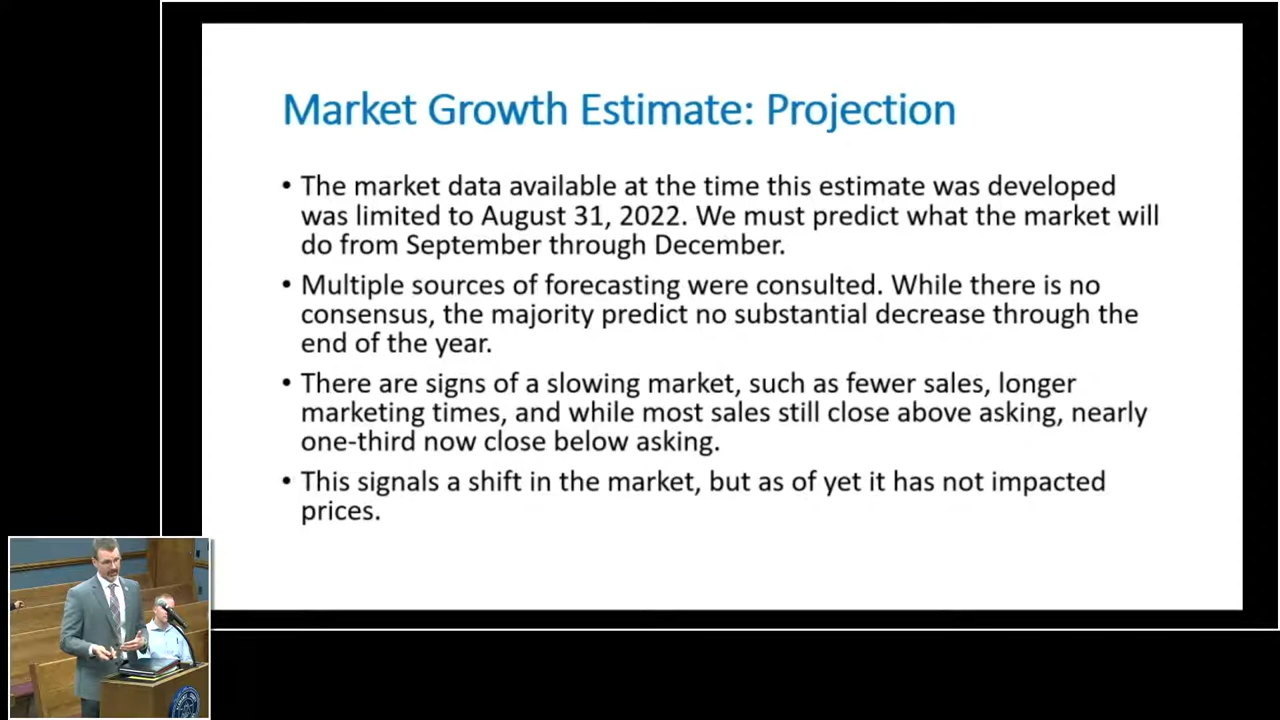 Market Growth Estimate: Projection
• The market data available at the time this estimate was developed
was limited to August 31, 2022. We must predict what the market will
do from September through December.
• Multiple sources of forecasting were consulted. While there is no
consensus, the majority predict no substantial decrease through the
end of the year.
• There are signs of a slowing market, such as fewer sales, longer
marketing times, and while most sales still close above asking, nearly
one-third now close below asking.
• This signals a shift in the market, but as of yet it has not impacted
prices.